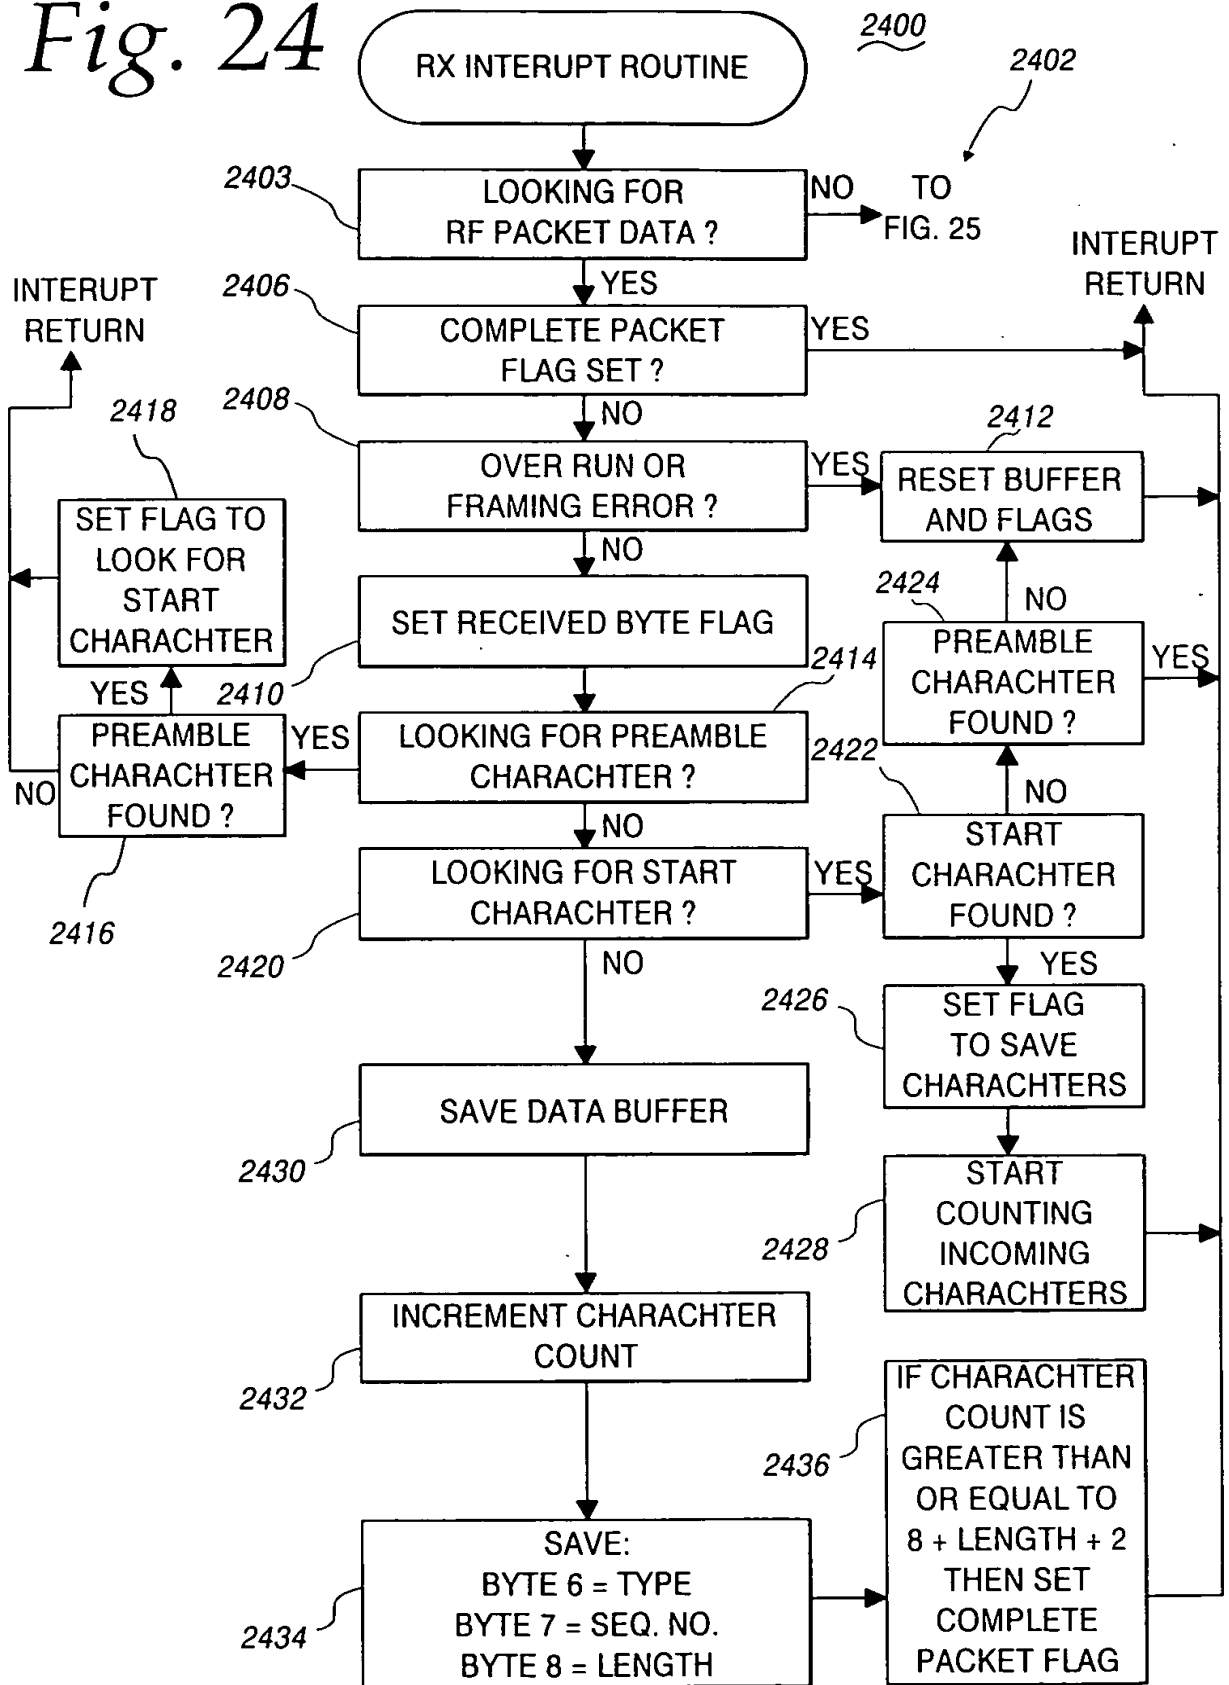 Fig. 24
2400
RX INTERUPT ROUTINE
2402
2403
LOOKING FOR
RF PACKET DATA ?
NO
TO
FIG. 25
YES
INTERUPT
RETURN
INTERUPT
RETURN
2406
COMPLETE PACKET
FLAG SET ?
YES
NO
2408
OVER RUN OR
FRAMING ERROR ?
YES
2412
RESET BUFFER
AND FLAGS
NO
2418
SET FLAG TO
LOOK FOR
START
CHARACHTER
SET RECEIVED BYTE FLAG
2410
2424
NO
PREAMBLE
CHARACHTER
FOUND ?
YES
YES
2414
LOOKING FOR PREAMBLE
CHARACHTER ?
YES
PREAMBLE
CHARACHTER
FOUND ?
NO
2416
NO
2422
NO
START
CHARACHTER
FOUND ?
LOOKING FOR START
CHARACHTER ?
YES
2420
NO
YES
2426
SET FLAG
TO SAVE
CHARACHTERS
SAVE DATA BUFFER
2430
START
COUNTING
INCOMING
CHARACHTERS
2428
INCREMENT CHARACHTER
COUNT
2432
IF CHARACHTER
COUNT IS
GREATER THAN
OR EQUAL TO
8 + LENGTH + 2
THEN SET
COMPLETE
PACKET FLAG
2436
SAVE:
BYTE 6 = TYPE
BYTE 7 = SEQ. NO.
BYTE 8 = LENGTH
2434